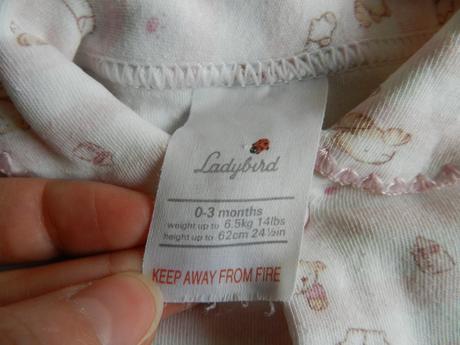 Ladybird
0-3 months
weight up to 6.5kg 14lbs
height up to 62cm 24½in
KEEP AWAY FROM FIRE